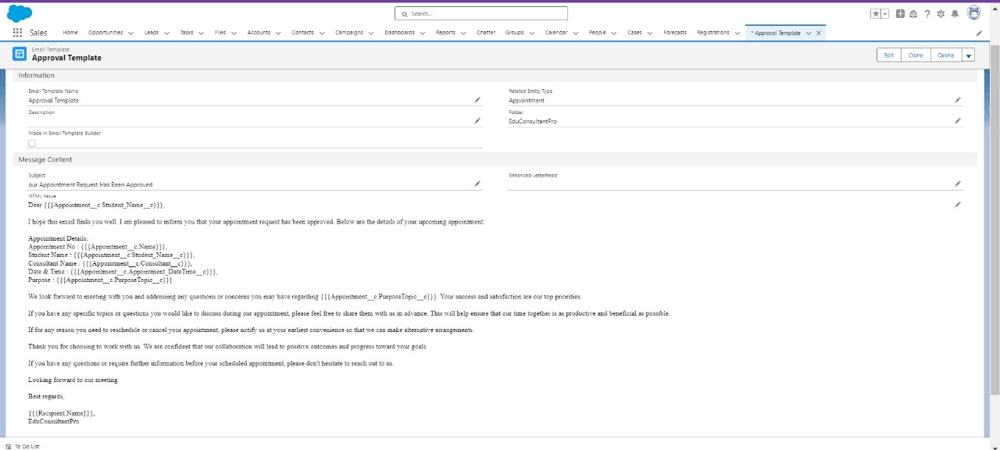 Search...
Sales
Home Opportunities Leads Tasks Files Accounts Contacts Campaigns Dashboards Reports Chatter Groups Calendar People Cases Forecasts Registrations * Approval Template
Email Template
Approval Template
Edit Clone Delete
Information
Email Template Name
Approval Template
Related Entity Type
Appointment
Description
Folder
EduConsultantPro
Made in Email Template Builder
Message Content
Subject
our Appointment Request Has Been Approved
Enhanced Letterhead
HTML Value
Dear {{{Appointment__c.Student_Name__c}}},
I hope this email finds you well. I am pleased to inform you that your appointment request has been approved. Below are the details of your upcoming appointment:
Appointment Details:
Appointment No : {{{Appointment__c.Name}}},
Student Name : {{{Appointment__c.Student_Name__c}}},
Consultant Name : {{{Appointment__c.Consultant__c}}},
Date & Time : {{{Appointment__c.Appointment_DateTime__c}}},
Purpose : {{{Appointment__c.PurposeTopic__c}}}
We look forward to meeting with you and addressing any questions or concerns you may have regarding {{{Appointment__c.PurposeTopic__c}}}. Your success and satisfaction are our top priorities.
If you have any specific topics or questions you would like to discuss during our appointment, please feel free to share them with us in advance. This will help ensure that our time together is as productive and beneficial as possible.
If for any reason you need to reschedule or cancel your appointment, please notify us at your earliest convenience so that we can make alternative arrangements.
Thank you for choosing to work with us. We are confident that our collaboration will lead to positive outcomes and progress toward your goals.
If you have any questions or require further information before your scheduled appointment, please don't hesitate to reach out to us.
Looking forward to our meeting.
Best regards,
{{{Recipient.Name}}},
EduConsultantPro
To Do List